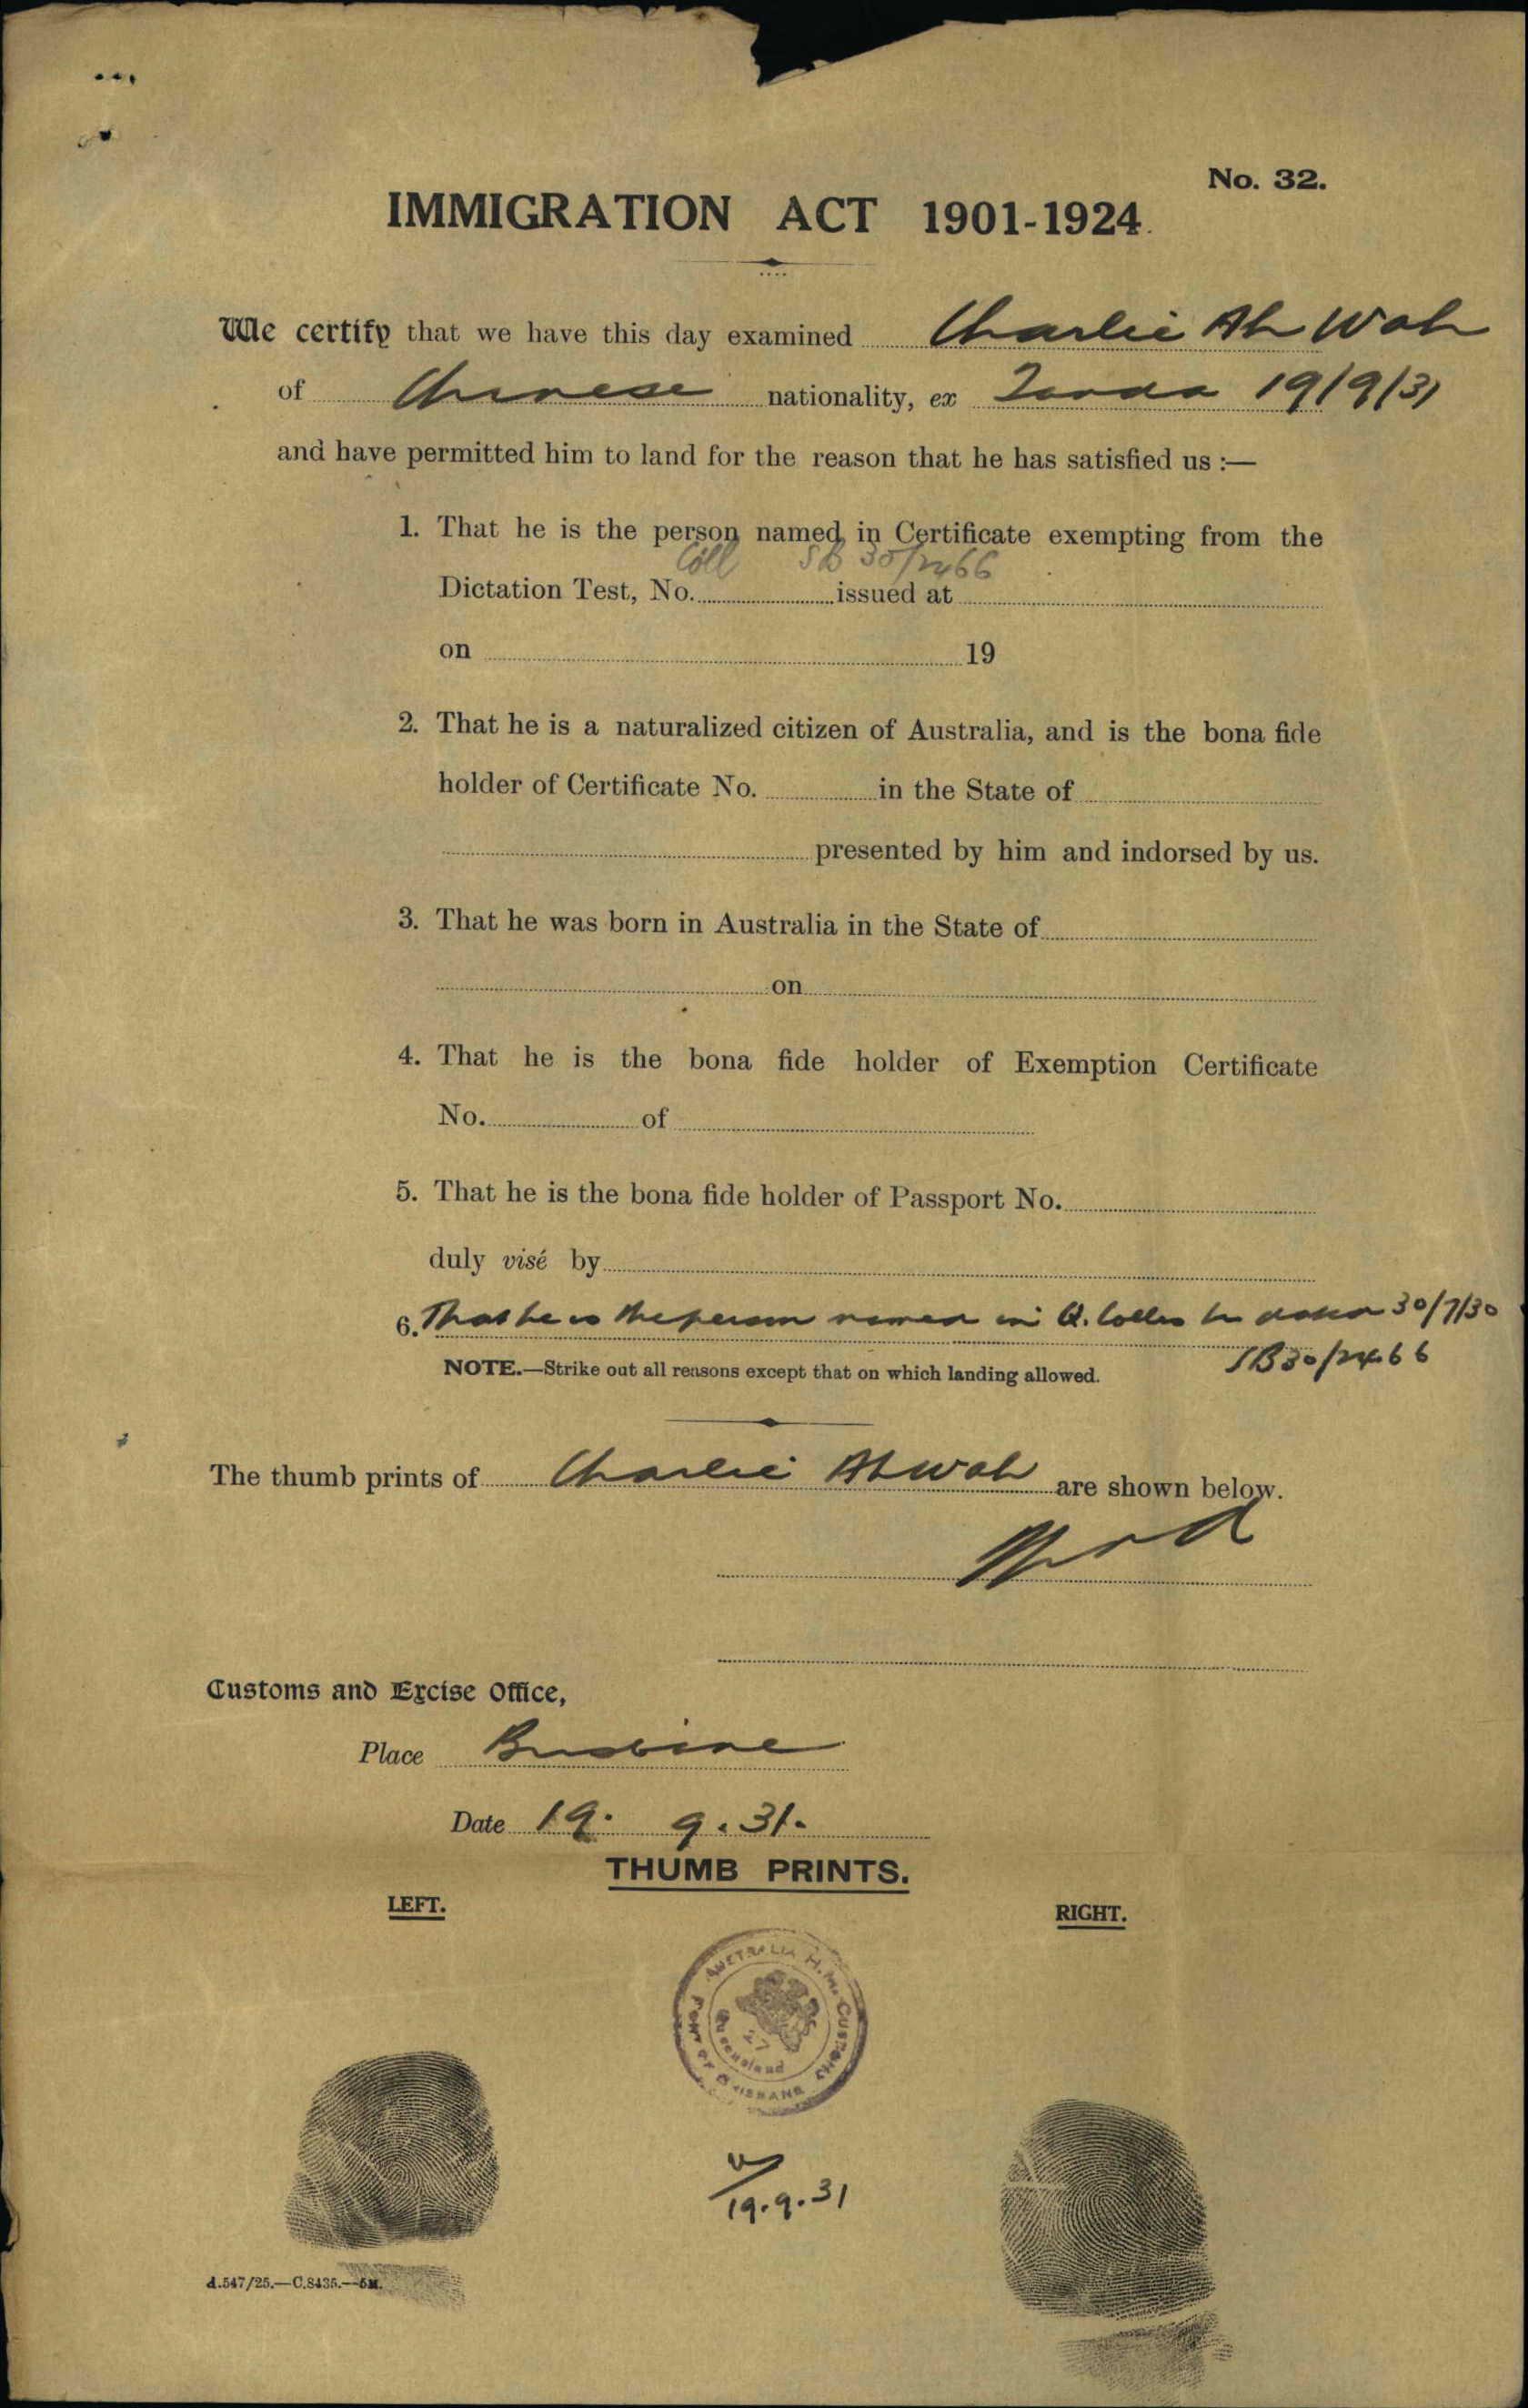 No. 32.
IMMIGRATION ACT 1901-1924.
We certify that we have this day examined Charlie Ah Wah
of Chinese nationality, ex Tanda 19/9/31
and have permitted him to land for the reason that he has satisfied us :—
1. That he is the person named in Certificate exempting from the
Coll SB 30/2466
Dictation Test, No. issued at
on 19
2. That he is a naturalized citizen of Australia, and is the bona fide
holder of Certificate No. in the State of
presented by him and indorsed by us.
3. That he was born in Australia in the State of
on
4. That he is the bona fide holder of Exemption Certificate
No. of
5. That he is the bona fide holder of Passport No.
duly visé by
6. That he is the person named in Q. Collrs dated 30/7/30
SB30/2466
NOTE.—Strike out all reasons except that on which landing allowed.
The thumb prints of Charlie Ah Wah are shown below.
Customs and Excise Office,
Place Brisbane
Date 19. 9. 31.
THUMB PRINTS.
LEFT.
RIGHT.
AUSTRALIA H.M. CUSTOMS
PORT OF BRISBANE
Queensland
27
19.9.31
A.547/25.—C.8435.—5M.